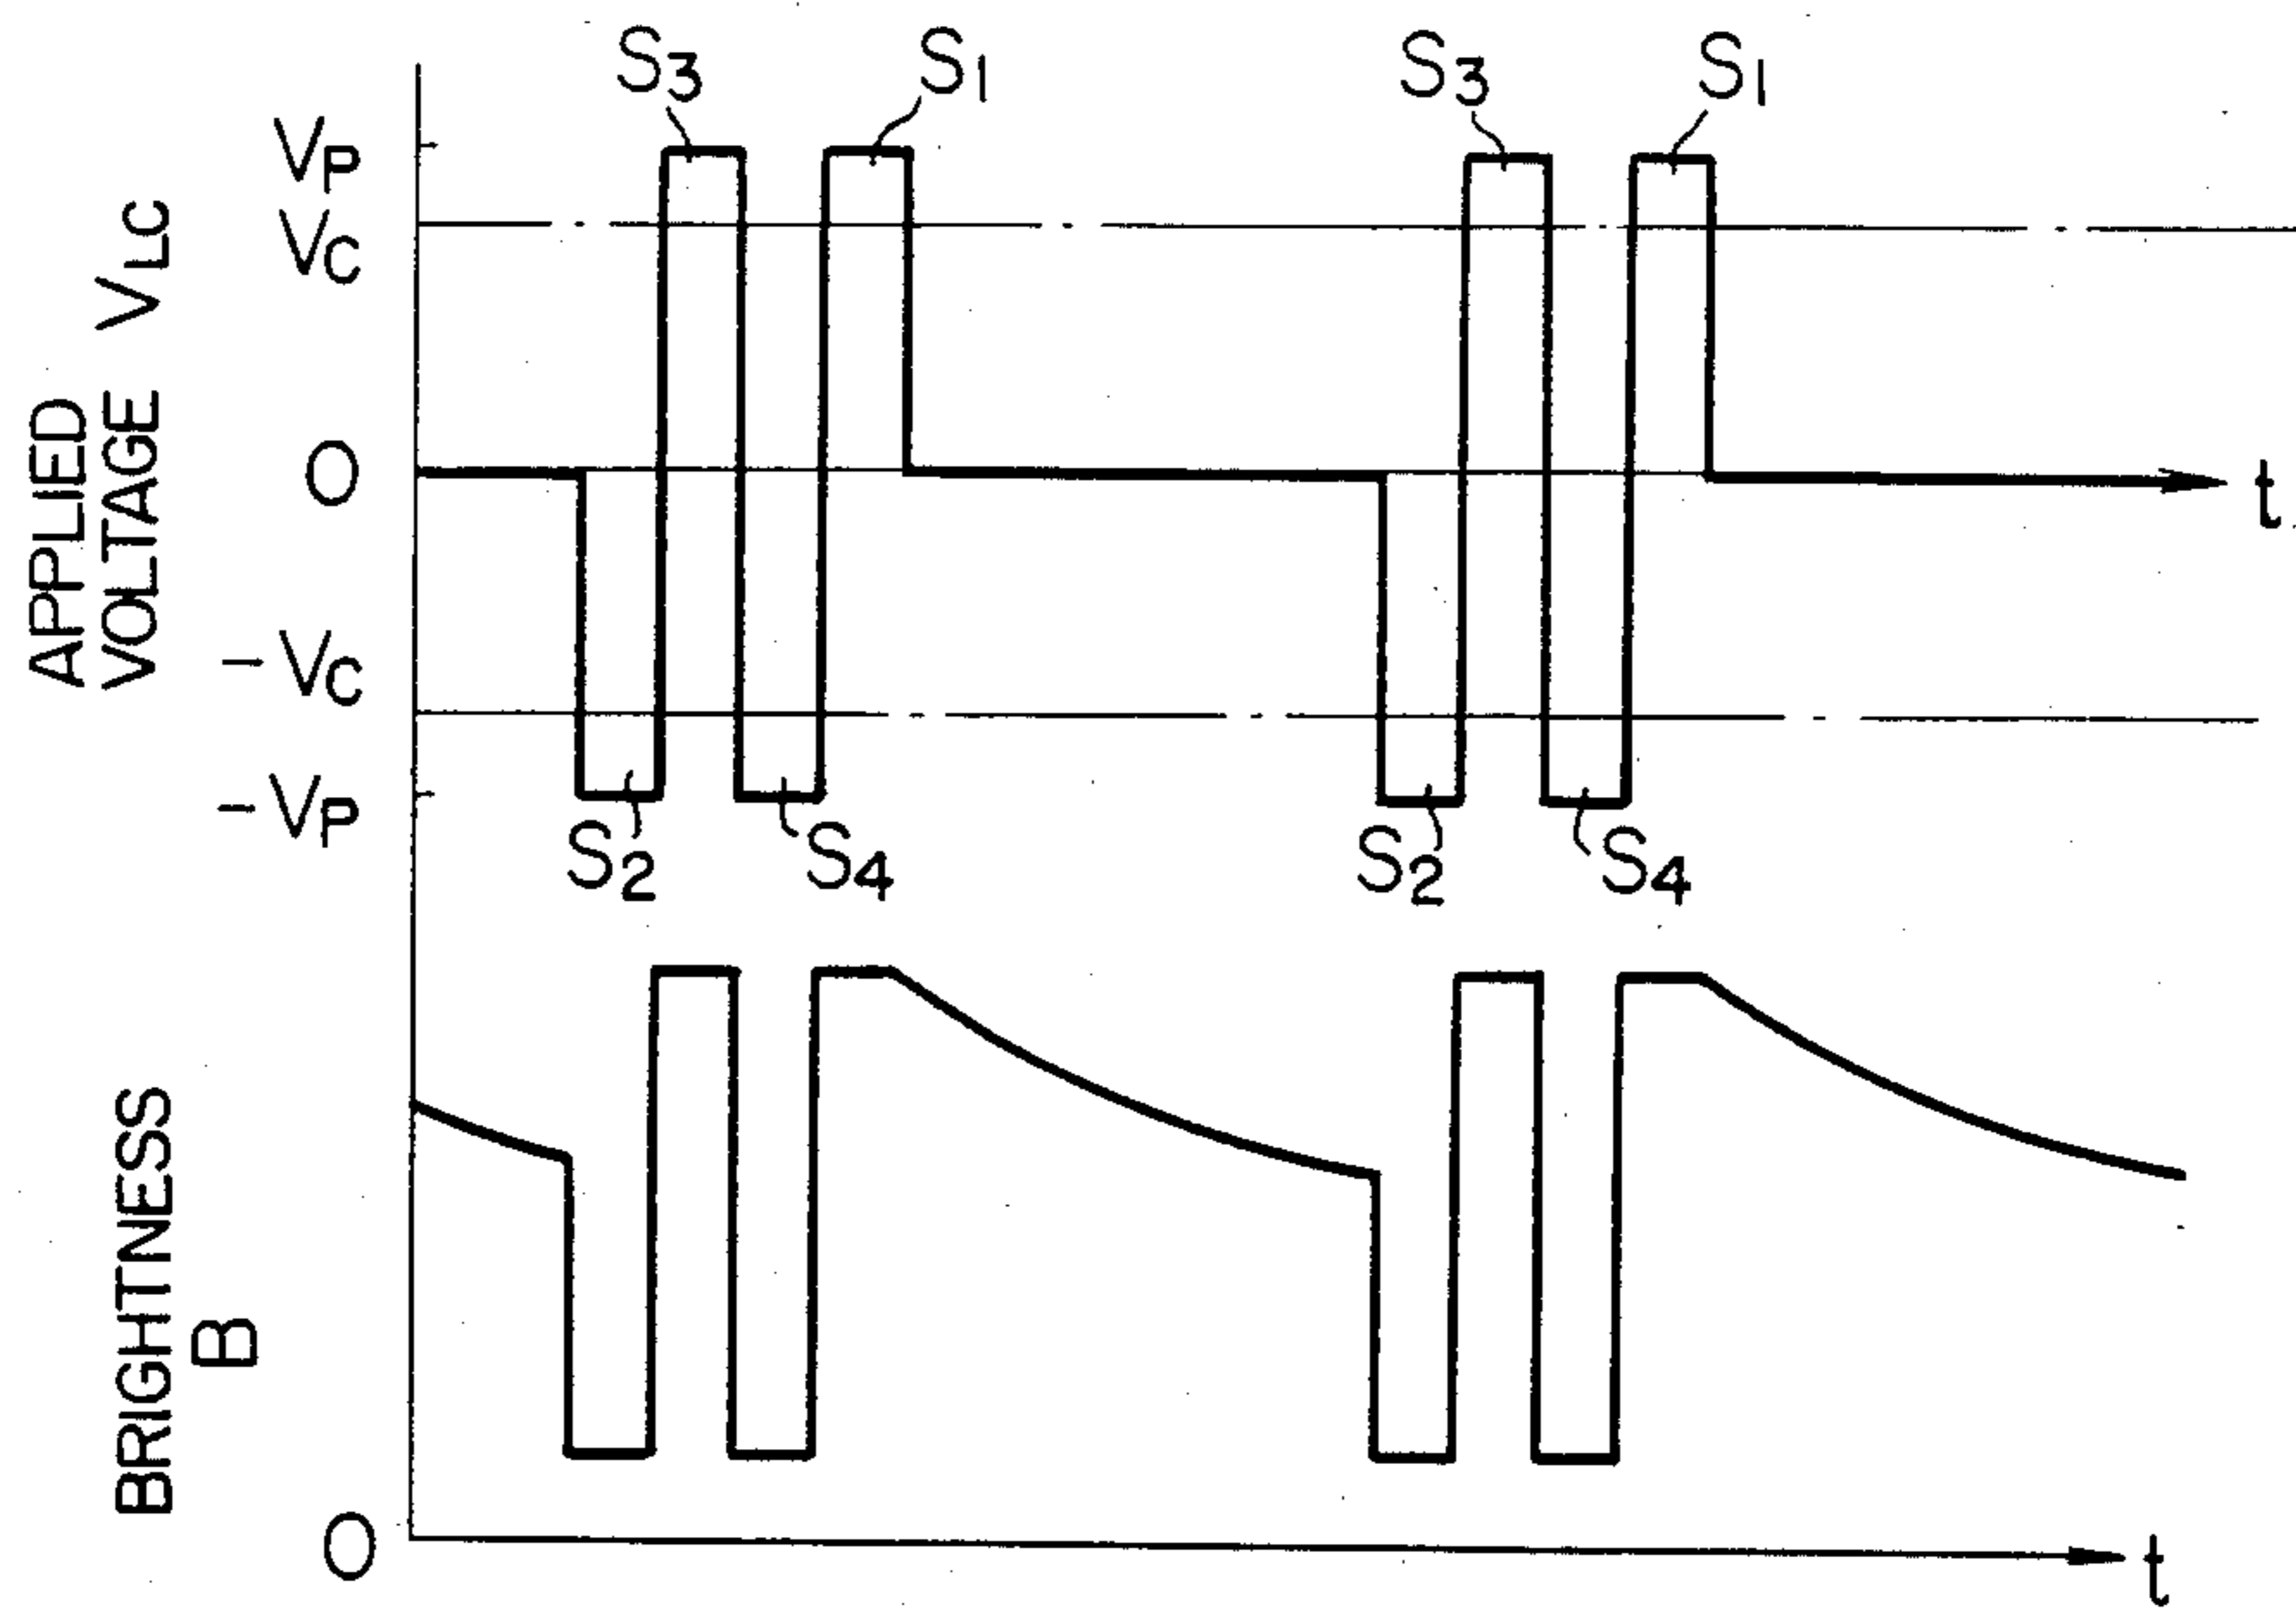 S3
S1
S3
S1
VP
VC
O
-VC
-VP
APPLIED
VOLTAGE VLC
t
S2
S4
S2
S4
BRIGHTNESS
B
O
t